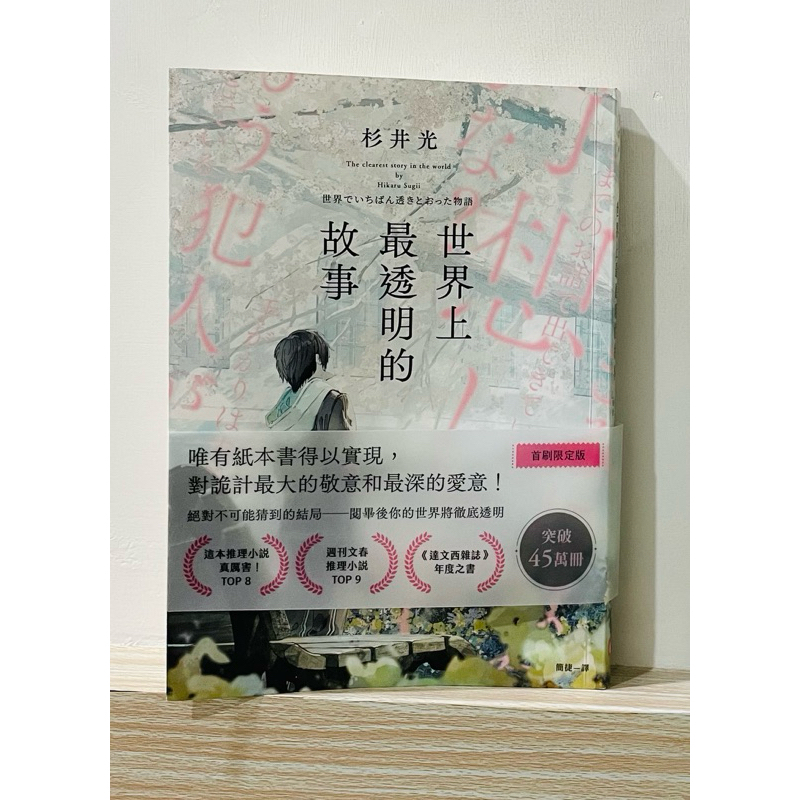 杉井光
The clearest story in the world
by
Hikaru Sugii
世界でいちばん透きとおった物語
世界上
最透明的
故事
唯有紙本書得以實現，
對詭計最大的敬意和最深的愛意！
絕對不可能猜到的結局——閱畢後你的世界將徹底透明
首刷限定版
這本推理小說
真厲害！
TOP 8
週刊文春
推理小說
TOP 9
《達文西雜誌》
年度之書
突破
45萬冊
簡捷—譯
犯人
想